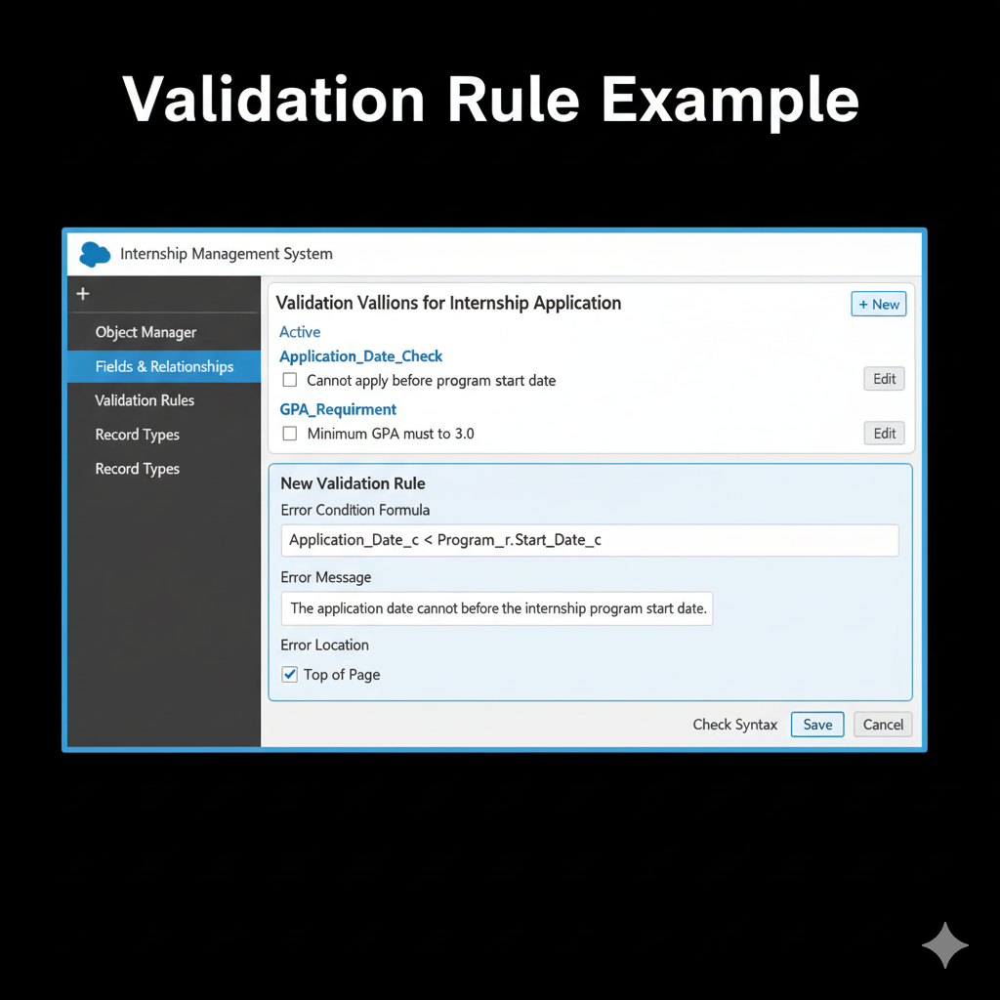 Validation Rule Example
Internship Management System
+
Object Manager
Fields & Relationships
Validation Rules
Record Types
Record Types
Validation Vallions for Internship Application
+ New
Active
Application_Date_Check
Cannot apply before program start date
Edit
GPA_Requirment
Minimum GPA must to 3.0
Edit
New Validation Rule
Error Condition Formula
Application_Date_c < Program_r.Start_Date_c
Error Message
The application date cannot before the internship program start date.
Error Location
Top of Page
Check Syntax
Save
Cancel